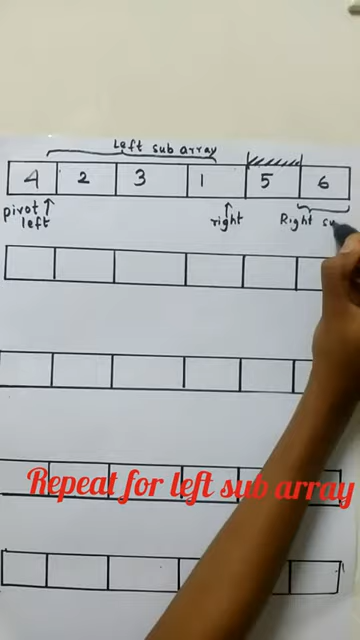 Left sub array
4 2 3 1 5 6
pivot left right Right
Repeat for left sub array